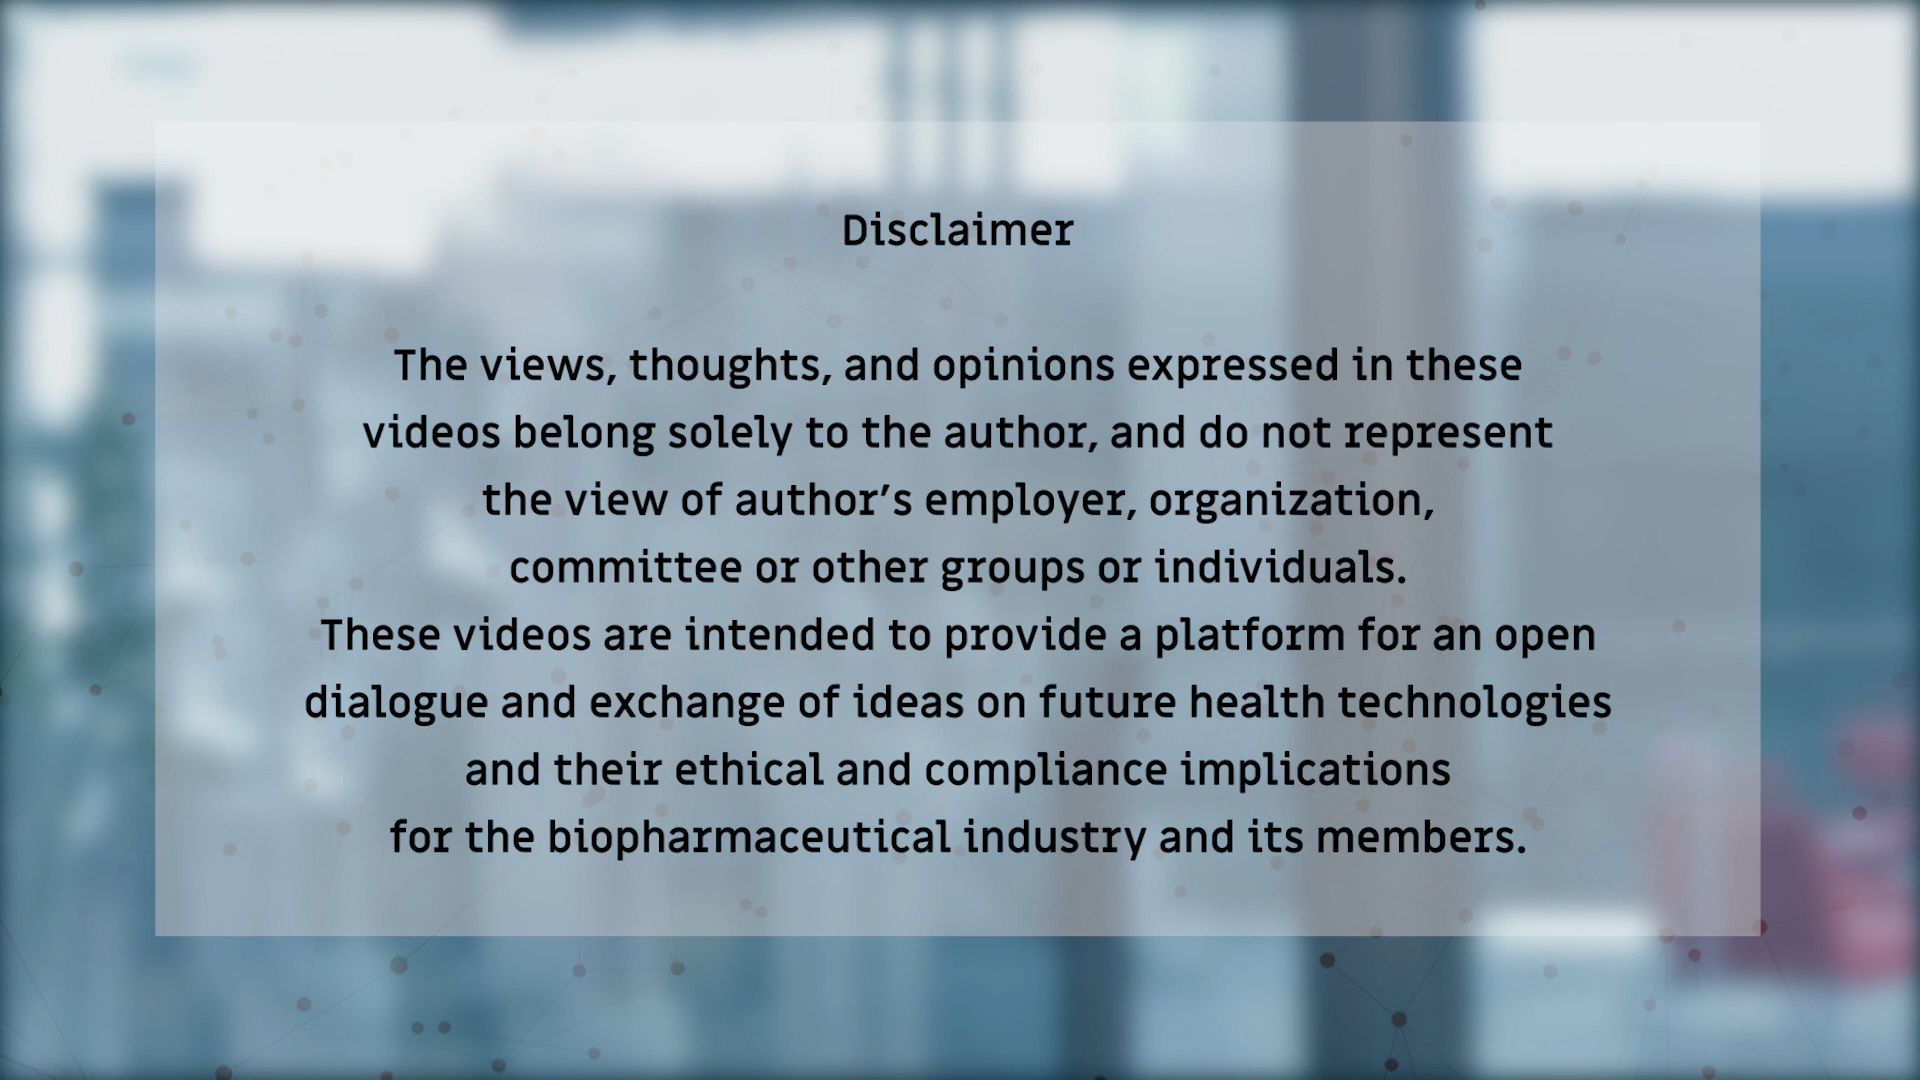 Disclaimer
The views, thoughts, and opinions expressed in these
videos belong solely to the author, and do not represent
the view of author’s employer, organization,
committee or other groups or individuals.
These videos are intended to provide a platform for an open
dialogue and exchange of ideas on future health technologies
and their ethical and compliance implications
for the biopharmaceutical industry and its members.